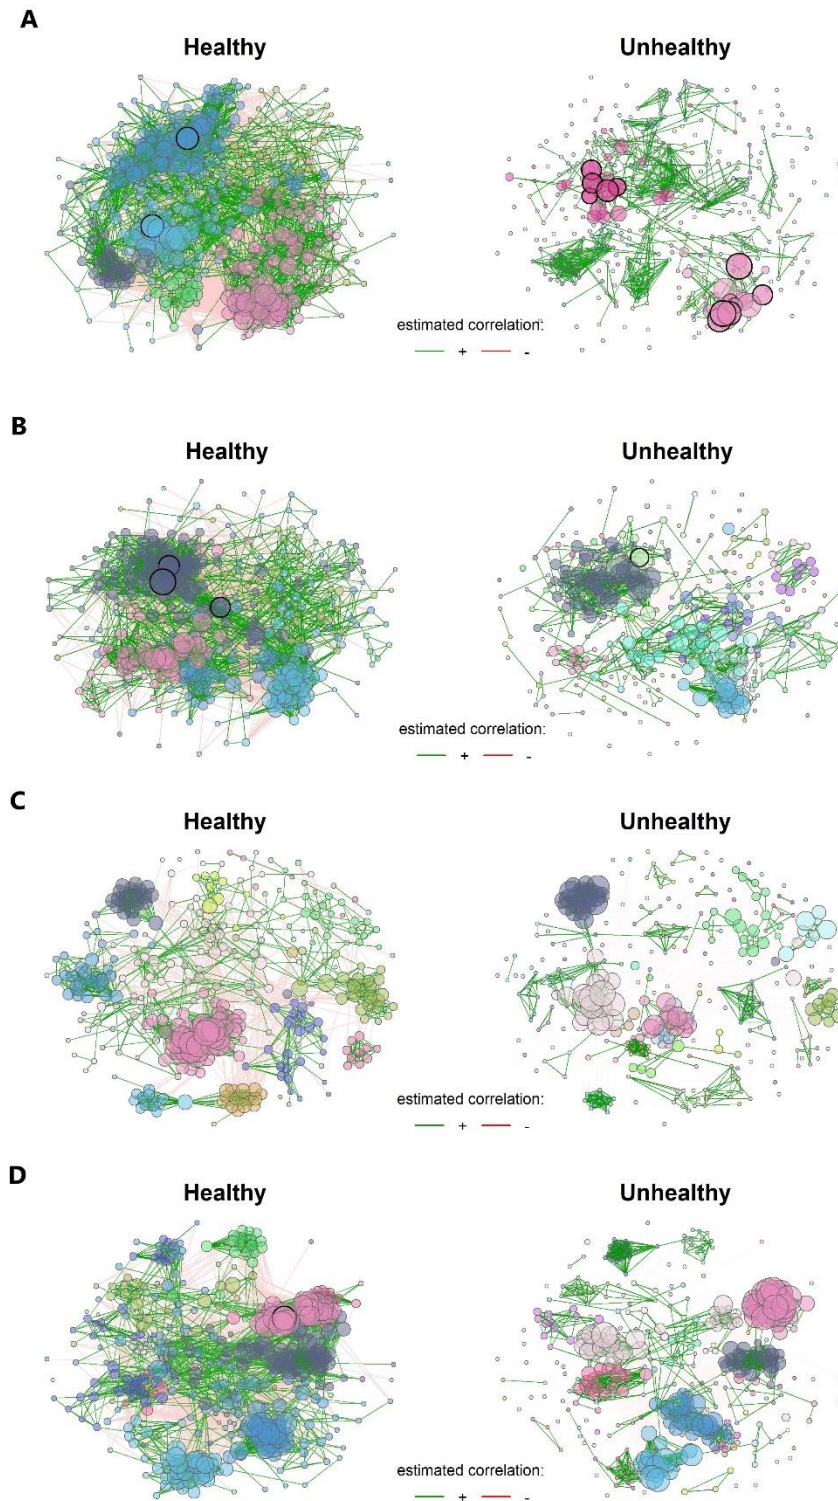 A
Healthy Unhealthy
estimated correlation:
+ -
B
Healthy Unhealthy
estimated correlation:
+ -
C
Healthy Unhealthy
estimated correlation:
+ -
D
Healthy Unhealthy
estimated correlation:
+ -